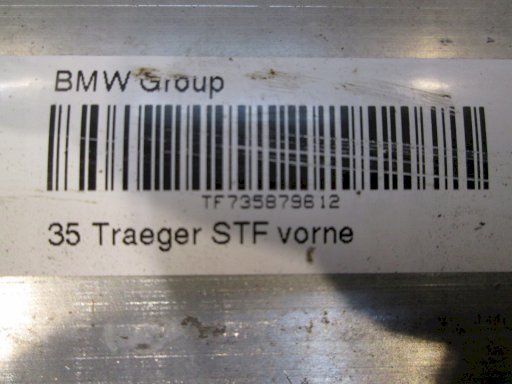 BMW Group
TF735879612
35 Traeger STF vorne